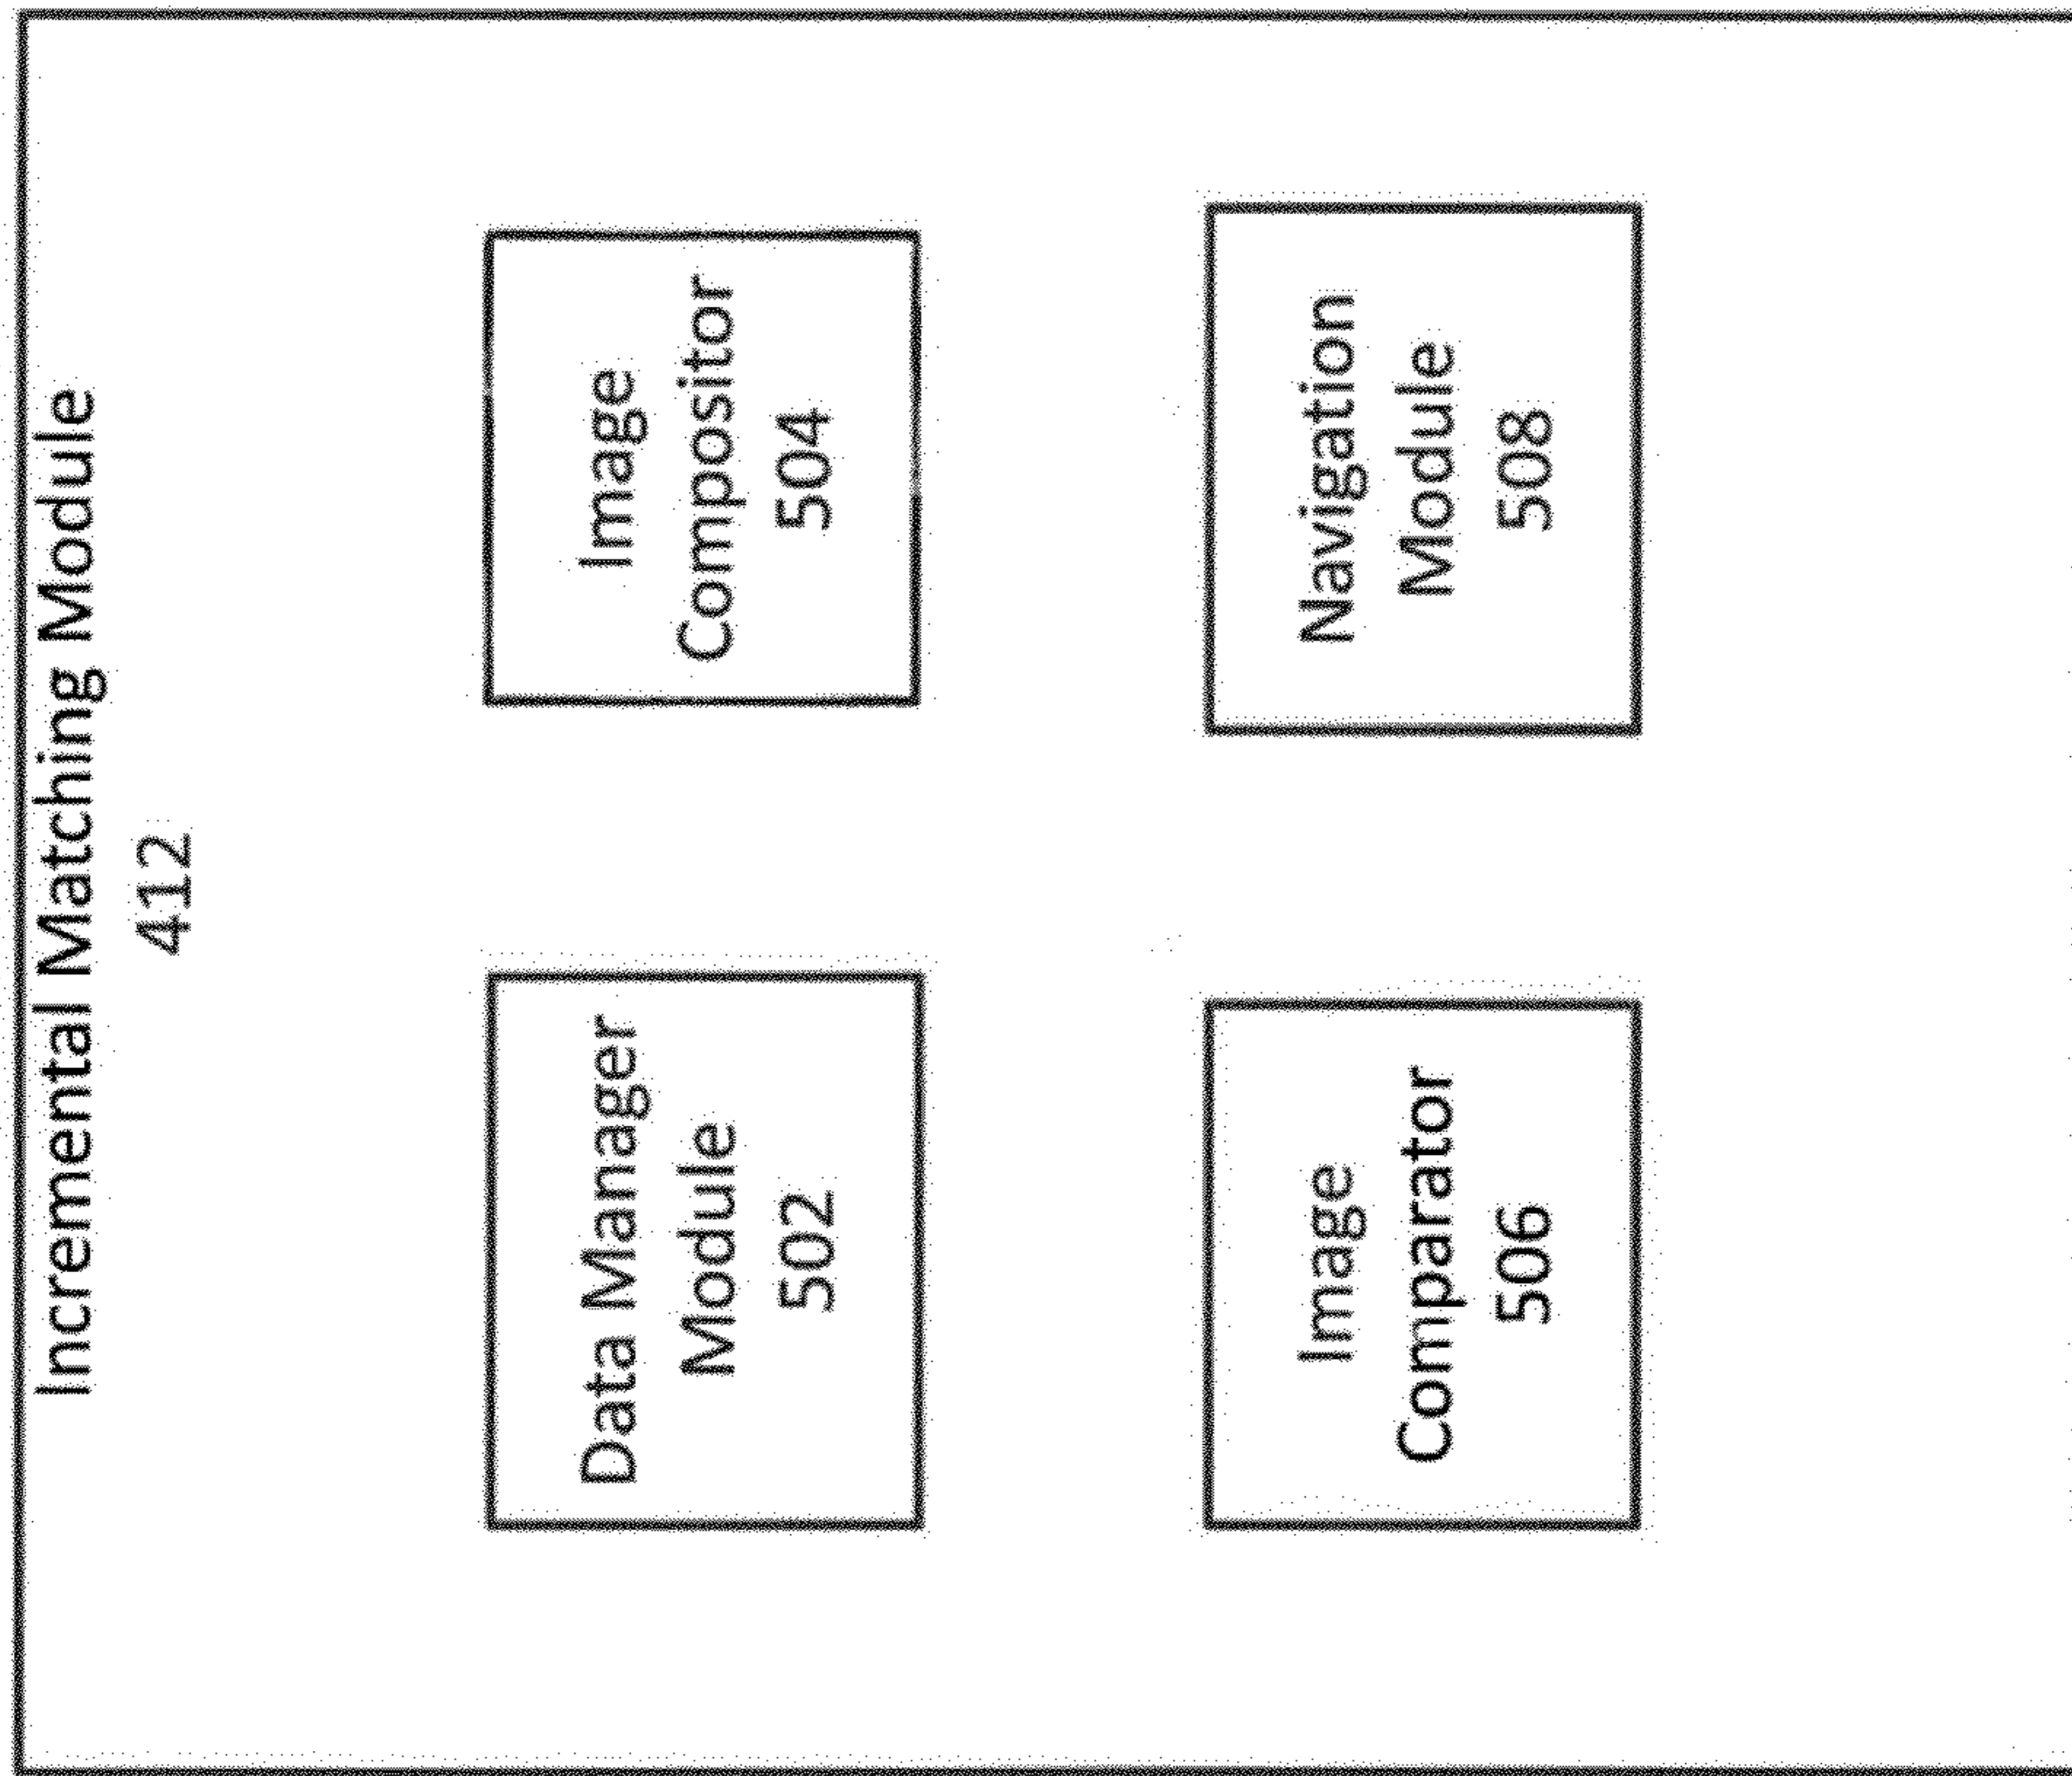 Incremental Matching Module
412
Data Manager
Module
502
Image
Compositor
504
Image
Comparator
506
Navigation
Module
508